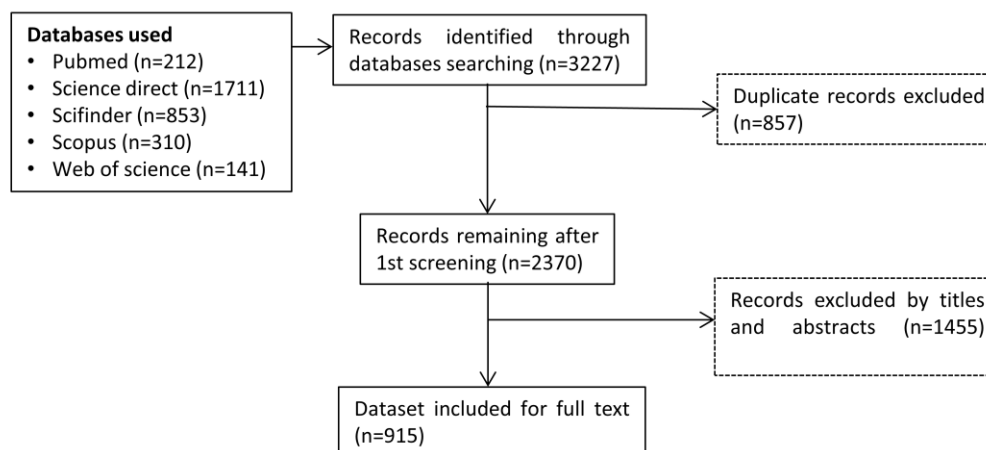 Databases used
• Pubmed (n=212)
• Science direct (n=1711)
• Scifinder (n=853)
• Scopus (n=310)
• Web of science (n=141)
Records identified through
databases searching (n=3227)
Duplicate records excluded
(n=857)
Records remaining after
1st screening (n=2370)
Records excluded by titles
and abstracts (n=1455)
Dataset included for full text
(n=915)